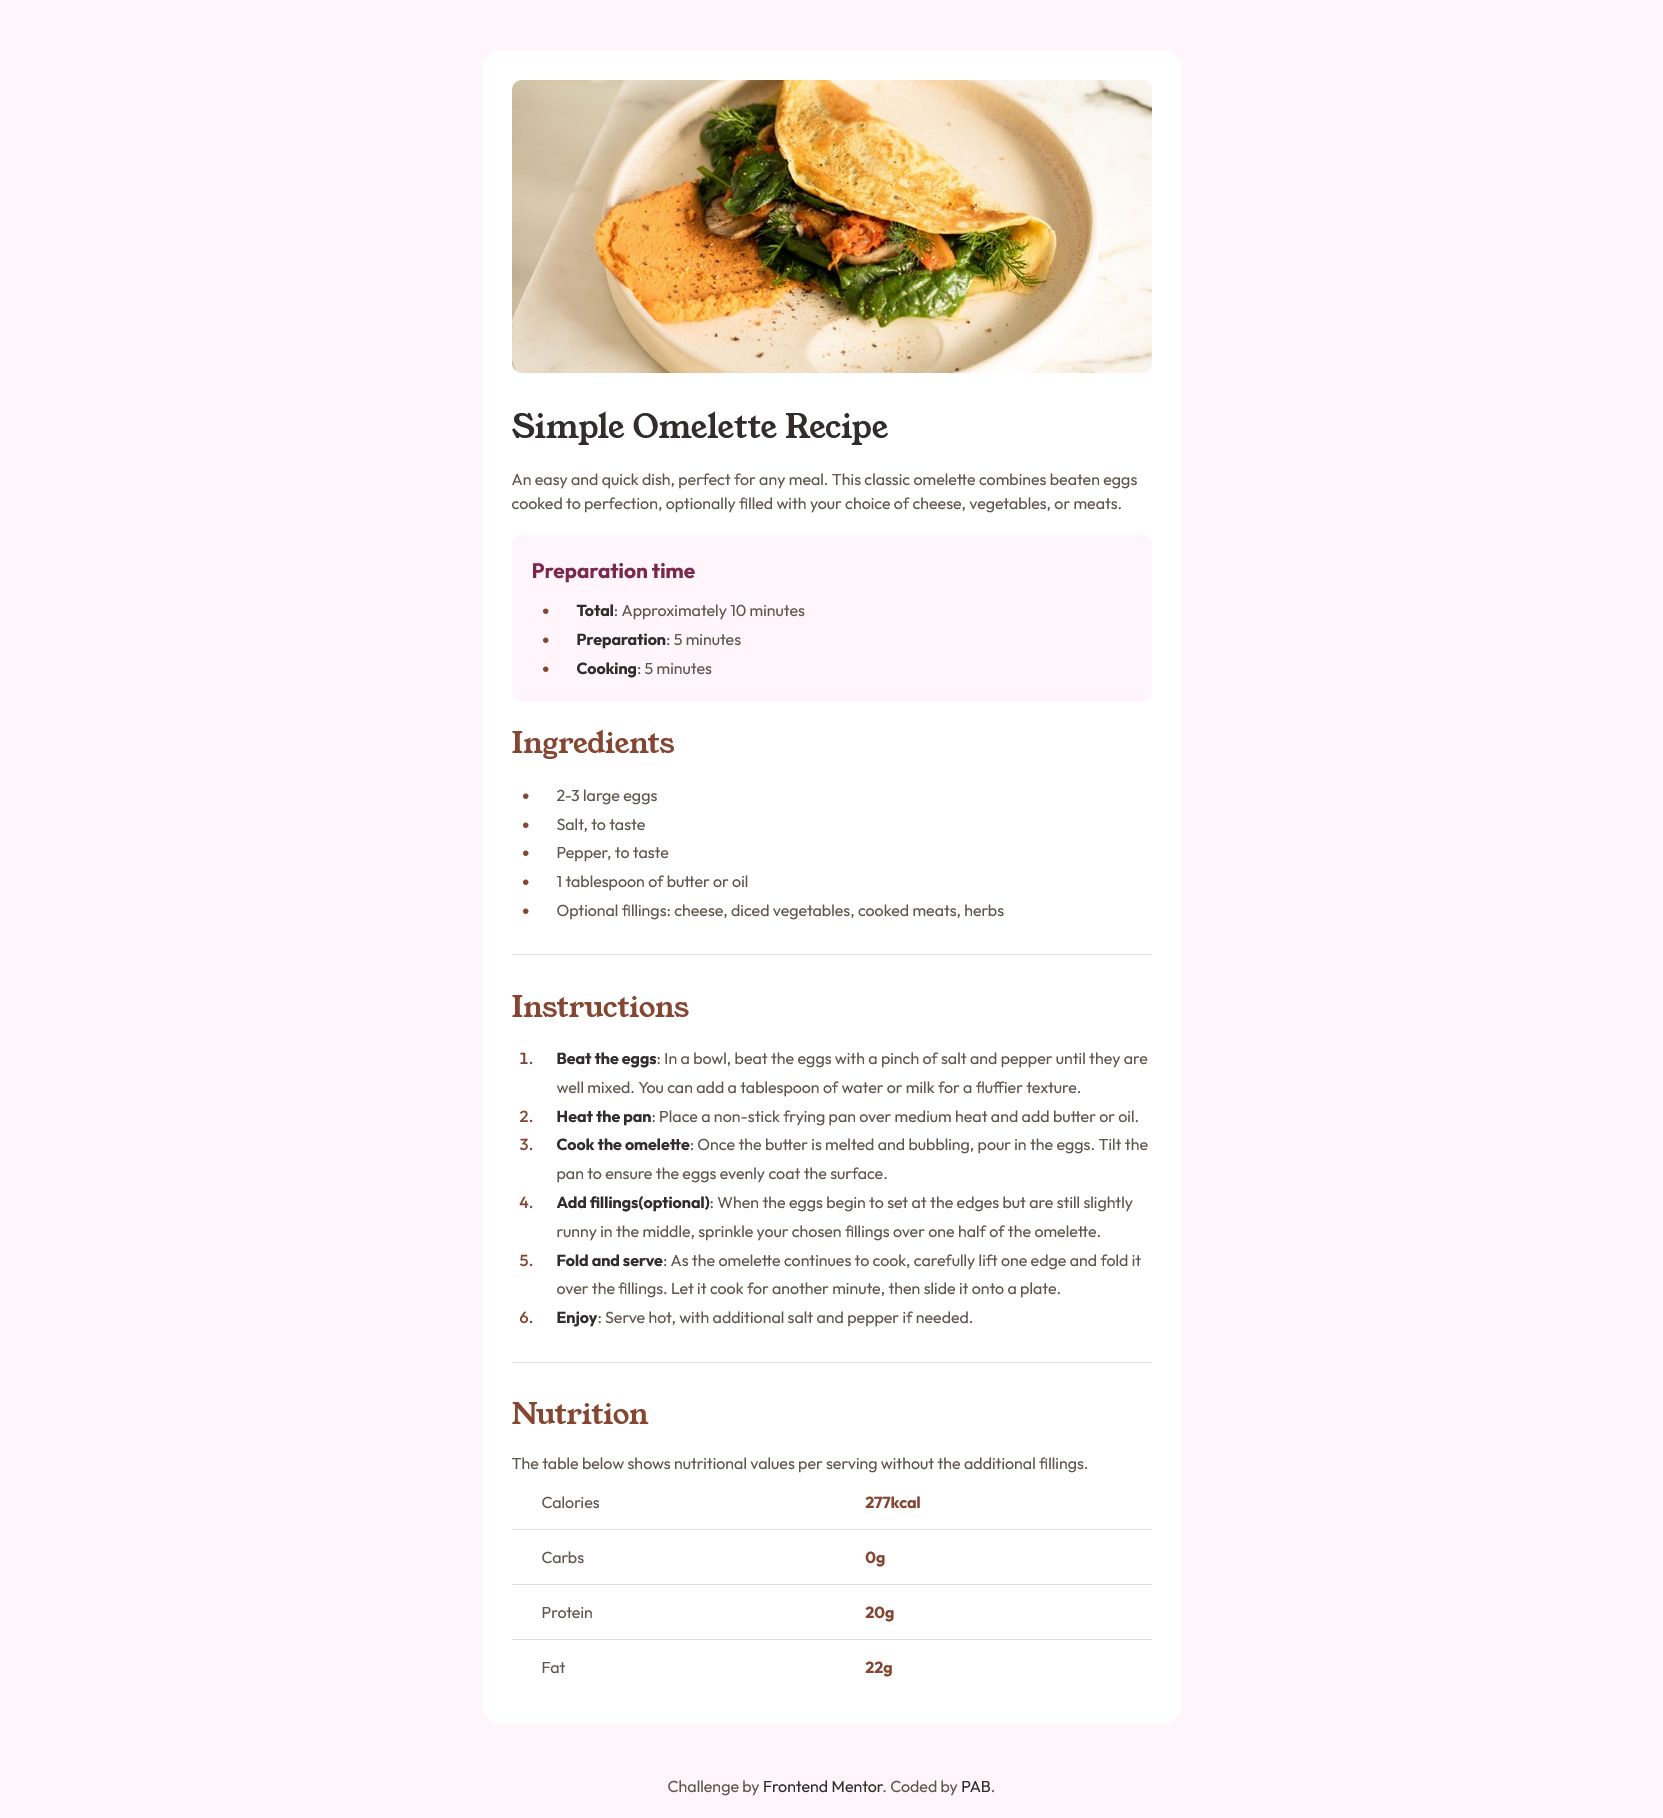 Simple Omelette Recipe
An easy and quick dish, perfect for any meal. This classic omelette combines beaten eggs
cooked to perfection, optionally filled with your choice of cheese, vegetables, or meats.
Preparation time
• Total: Approximately 10 minutes
• Preparation: 5 minutes
• Cooking: 5 minutes
Ingredients
• 2-3 large eggs
• Salt, to taste
• Pepper, to taste
• 1 tablespoon of butter or oil
• Optional fillings: cheese, diced vegetables, cooked meats, herbs
Instructions
1. Beat the eggs: In a bowl, beat the eggs with a pinch of salt and pepper until they are
well mixed. You can add a tablespoon of water or milk for a fluffier texture.
2. Heat the pan: Place a non-stick frying pan over medium heat and add butter or oil.
3. Cook the omelette: Once the butter is melted and bubbling, pour in the eggs. Tilt the
pan to ensure the eggs evenly coat the surface.
4. Add fillings(optional): When the eggs begin to set at the edges but are still slightly
runny in the middle, sprinkle your chosen fillings over one half of the omelette.
5. Fold and serve: As the omelette continues to cook, carefully lift one edge and fold it
over the fillings. Let it cook for another minute, then slide it onto a plate.
6. Enjoy: Serve hot, with additional salt and pepper if needed.
Nutrition
The table below shows nutritional values per serving without the additional fillings.
Calories 277kcal
Carbs 0g
Protein 20g
Fat 22g
Challenge by Frontend Mentor. Coded by PAB.